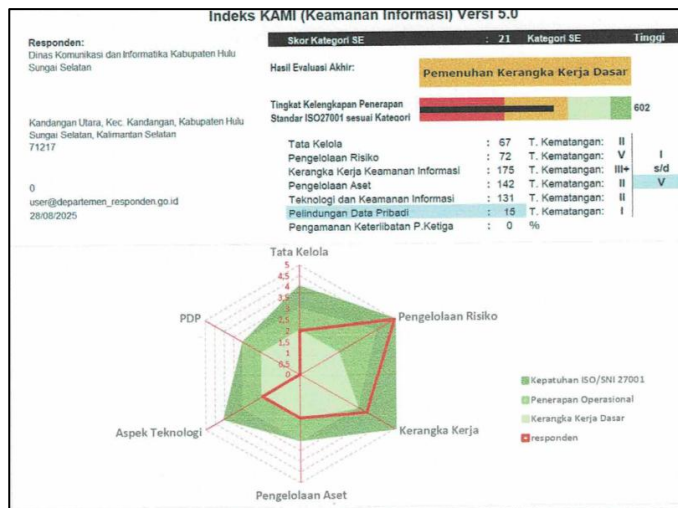 Indeks KAMI (Keamanan Informasi) Versi 5.0
Responden:
Dinas Komunikasi dan Informatika Kabupaten Hulu
Sungai Selatan
Kandangan Utara, Kec. Kandangan, Kabupaten Hulu
Sungai Selatan, Kalimantan Selatan
71217
0
user@departemen_responden.go.id
28/08/2025
Skor Kategori SE : 21 Kategori SE Tinggi
Hasil Evaluasi Akhir: Pemenuhan Kerangka Kerja Dasar
Tingkat Kelengkapan Penerapan
Standar ISO27001 sesuai Kategori 602
Tata Kelola : 67 T. Kematangan: II
Pengelolaan Risiko : 72 T. Kematangan: V I
Kerangka Kerja Keamanan Informasi : 175 T. Kematangan: III+ s/d
Pengelolaan Aset : 142 T. Kematangan: II V
Teknologi dan Keamanan Informasi : 131 T. Kematangan: II
Pelindungan Data Pribadi : 15 T. Kematangan: I
Pengamanan Keterlibatan P.Ketiga : 0 %
Tata Kelola
5
4,5
4
3,5
3
2,5
2
1,5
1
0,5
0
PDP
Pengelolaan Risiko
Aspek Teknologi
Kerangka Kerja
Pengelolaan Aset
Kepatuhan ISO/SNI 27001
Penerapan Operasional
Kerangka Kerja Dasar
responden